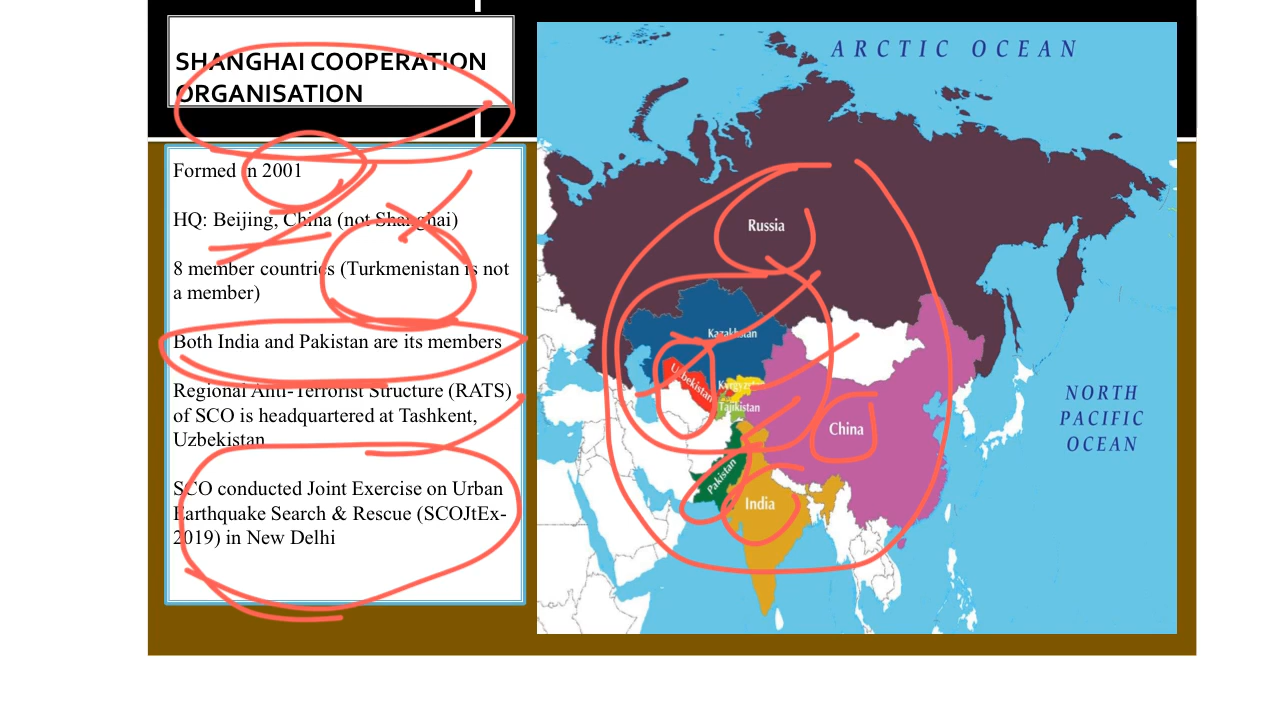 SHANGHAI COOPERATION
ORGANISATION
Formed in 2001
HQ: Beijing, China (not Shanghai)
8 member countries (Turkmenistan is not
a member)
Both India and Pakistan are its members
Regional Anti-Terrorist Structure (RATS)
of SCO is headquartered at Tashkent,
Uzbekistan
SCO conducted Joint Exercise on Urban
Earthquake Search & Rescue (SCOJtEx-
2019) in New Delhi
ARCTIC OCEAN
Russia
Kazakhstan
Uzbekistan
Tajikistan
China
Pakistan
India
NORTH
PACIFIC
OCEAN